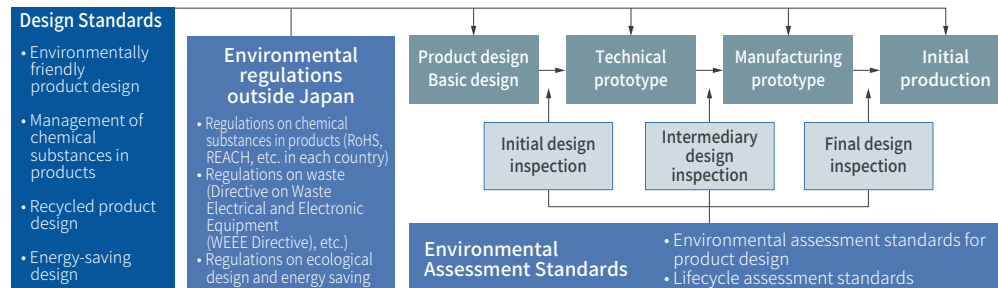 Design Standards
• Environmentally
friendly
product design
• Management of
chemical
substances in
products
• Recycled product
design
• Energy-saving
design
Environmental
regulations
outside Japan
• Regulations on chemical
substances in products (RoHS,
REACH, etc. in each country)
• Regulations on waste
(Directive on Waste
Electrical and Electronic
Equipment
(WEEE Directive), etc.)
• Regulations on ecological
design and energy saving
Product design
Basic design
Technical
prototype
Manufacturing
prototype
Initial
production
Initial design
inspection
Intermediary
design
inspection
Final design
inspection
Environmental
Assessment Standards
• Environmental assessment standards for
product design
• Lifecycle assessment standards